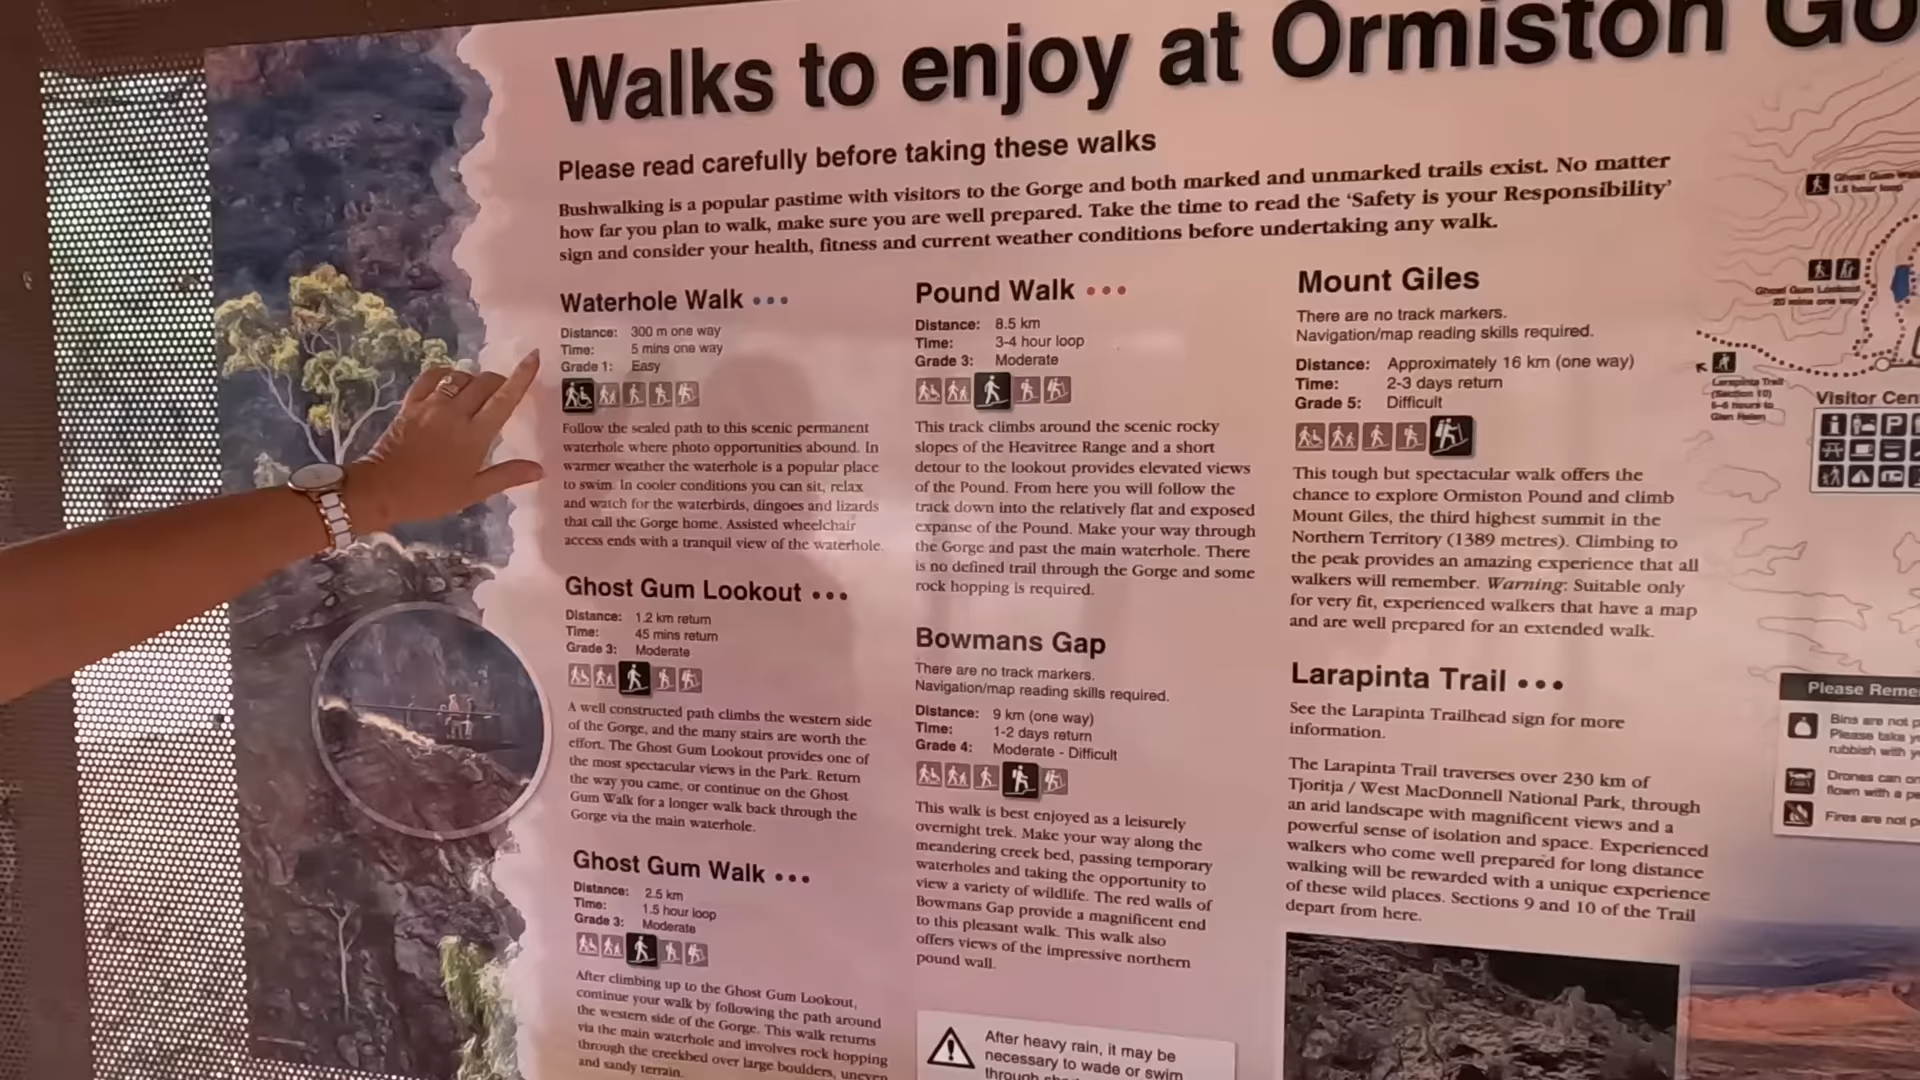 Walks to enjoy at Ormiston Go
Please read carefully before taking these walks
Bushwalking is a popular pastime with visitors to the Gorge and both marked and unmarked trails exist. No matter
how far you plan to walk, make sure you are well prepared. Take the time to read the ‘Safety is your Responsibility’
sign and consider your health, fitness and current weather conditions before undertaking any walk.
Waterhole Walk
Distance: 300 m one way
Time: 5 mins one way
Grade 1: Easy
Follow the sealed path to this scenic permanent
waterhole where photo opportunities abound. In
warmer weather the waterhole is a popular place
to swim. In cooler conditions you can sit, relax
and watch for the waterbirds, dingoes and lizards
that call the Gorge home. Assisted wheelchair
access ends with a tranquil view of the waterhole.
Ghost Gum Lookout
Distance: 1.2 km return
Time: 45 mins return
Grade 3: Moderate
A well constructed path climbs the western side
of the Gorge, and the many stairs are worth the
effort. The Ghost Gum Lookout provides one of
the most spectacular views in the Park. Return
the way you came, or continue on the Ghost
Gum Walk for a longer walk back through the
Gorge via the main waterhole.
Ghost Gum Walk
Distance: 2.5 km
Time: 1.5 hour loop
Grade 3: Moderate
After climbing up to the Ghost Gum Lookout,
continue your walk by following the path around
the western side of the Gorge. This walk returns
via the main waterhole and involves rock hopping
through the creekbed over large boulders, uneven
and sandy terrain.
Pound Walk
Distance: 8.5 km
Time: 3-4 hour loop
Grade 3: Moderate
This track climbs around the scenic rocky
slopes of the Heavitree Range and a short
detour to the lookout provides elevated views
of the Pound. From here you will follow the
track down into the relatively flat and exposed
expanse of the Pound. Make your way through
the Gorge and past the main waterhole. There
is no defined trail through the Gorge and some
rock hopping is required.
Bowmans Gap
There are no track markers.
Navigation/map reading skills required.
Distance: 9 km (one way)
Time: 1-2 days return
Grade 4: Moderate - Difficult
This walk is best enjoyed as a leisurely
overnight trek. Make your way along the
meandering creek bed, passing temporary
waterholes and taking the opportunity to
view a variety of wildlife. The red walls of
Bowmans Gap provide a magnificent end
to this pleasant walk. This walk also
offers views of the impressive northern
pound wall.
After heavy rain, it may be
necessary to wade or swim
through
Mount Giles
There are no track markers.
Navigation/map reading skills required.
Distance: Approximately 16 km (one way)
Time: 2-3 days return
Grade 5: Difficult
This tough but spectacular walk offers the
chance to explore Ormiston Pound and climb
Mount Giles, the third highest summit in the
Northern Territory (1389 metres). Climbing to
the peak provides an amazing experience that all
walkers will remember. Warning: Suitable only
for very fit, experienced walkers that have a map
and are well prepared for an extended walk.
Larapinta Trail
See the Larapinta Trailhead sign for more
information.
The Larapinta Trail traverses over 230 km of
Tjoritja / West MacDonnell National Park, through
an arid landscape with magnificent views and a
powerful sense of isolation and space. Experienced
walkers who come well prepared for long distance
walking will be rewarded with a unique experience
of these wild places. Sections 9 and 10 of the Trail
depart from here.
Ghost Gum
1.5 hour loop
Ghost Gum Lookout
20 mins one way
Larapinta Trail
(Section 10)
hours to
Glen Helen
Visitor Cen
P
Please Reme
Bins are not p
Please take y
rubbish with y
Drones can on
flown with a pe
Fires are not p